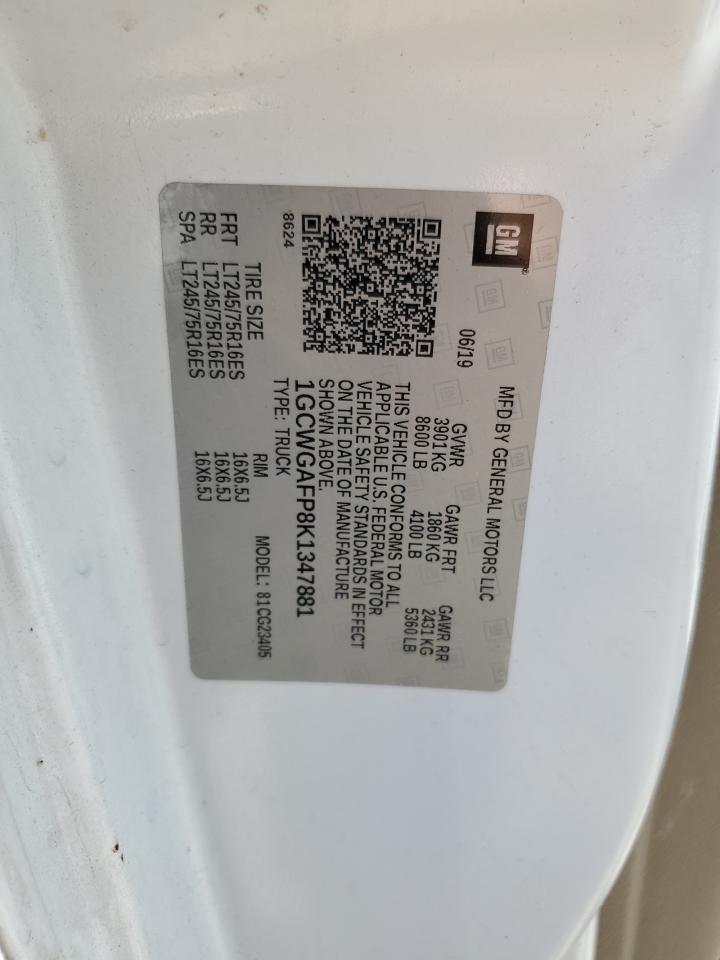 GM
MFD BY GENERAL MOTORS LLC
06/19
GVWR GAWR FRT GAWR RR
3901 KG 1860 KG 2431 KG
8600 LB 4100 LB 5360 LB
THIS VEHICLE CONFORMS TO ALL
APPLICABLE U.S. FEDERAL MOTOR
VEHICLE SAFETY STANDARDS IN EFFECT
ON THE DATE OF MANUFACTURE
SHOWN ABOVE.
1GCWGAFP8K1347881
8624
TYPE: TRUCK
MODEL: 81CG23405
TIRE SIZE RIM
FRT LT245/75R16ES 16X6.5J
RR LT245/75R16ES 16X6.5J
SPA LT245/75R16ES 16X6.5J